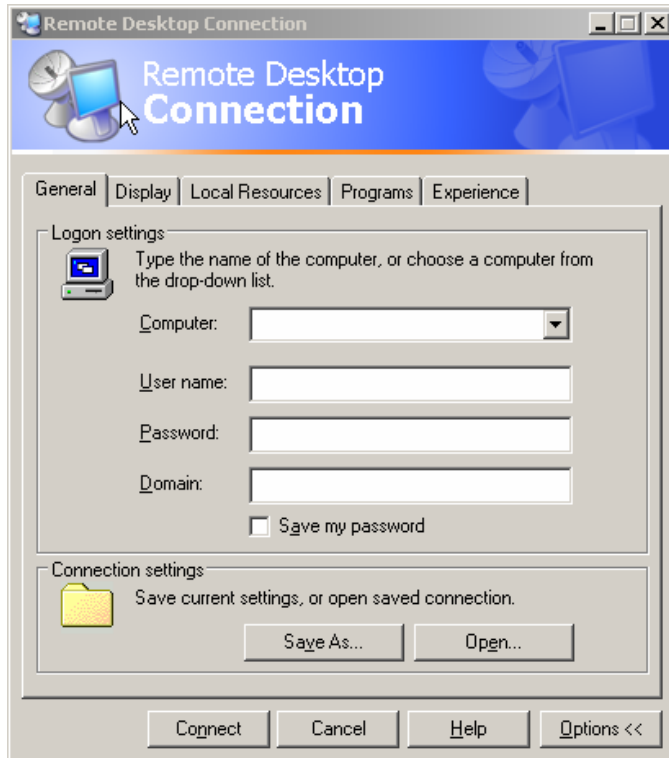 Remote Desktop Connection
Remote Desktop
Connection
General Display Local Resources Programs Experience
Logon settings
Type the name of the computer, or choose a computer from
the drop-down list.
Computer:
User name:
Password:
Domain:
Save my password
Connection settings
Save current settings, or open saved connection.
Save As... Open...
Connect Cancel Help Options <<